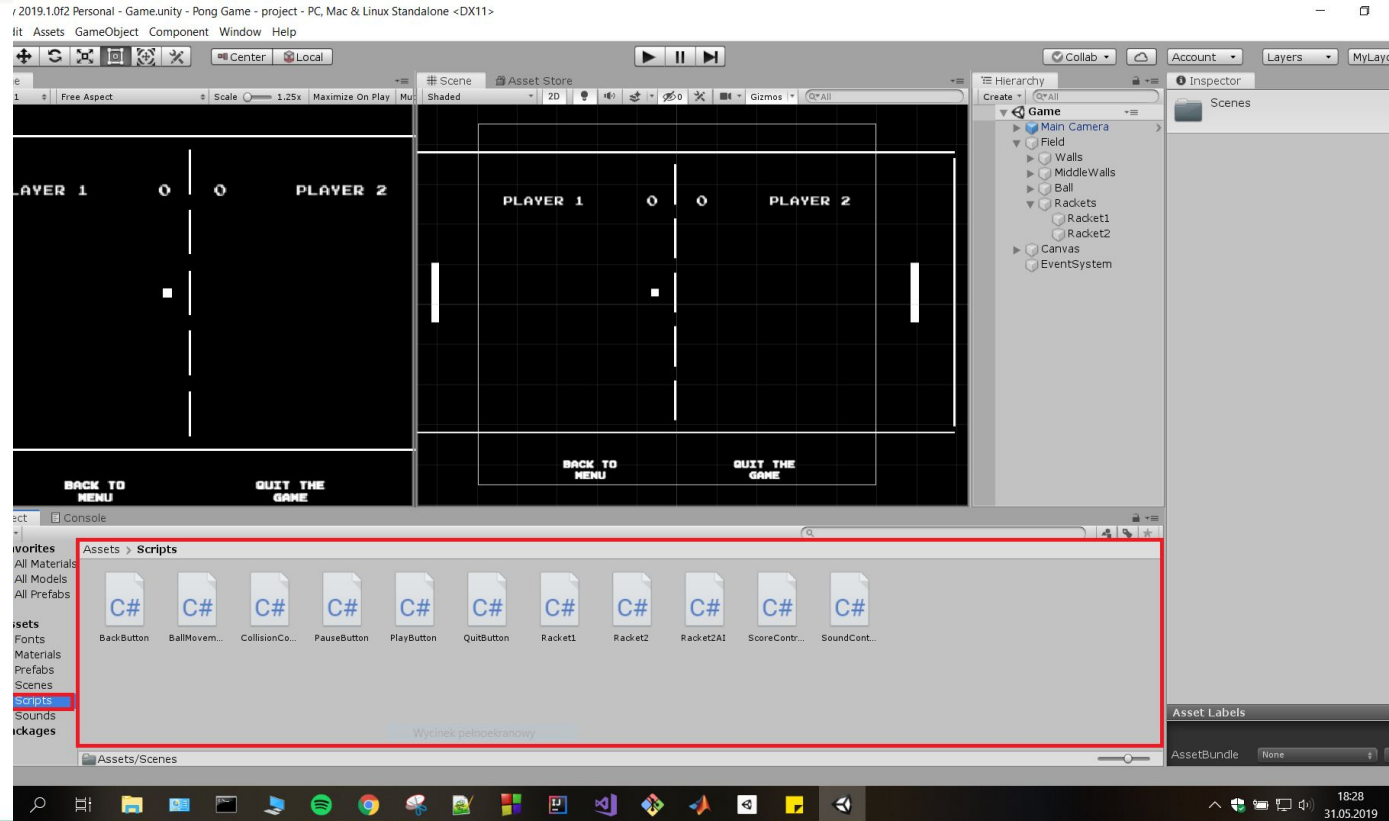 2019.1.0f2 Personal - Game.unity - Pong Game - project - PC, Mac & Linux Standalone <DX11>
Assets GameObject Component Window Help
Center Local Collab Account Layers
# Scene Asset Store Hierarchy Inspector
1 Free Aspect Scale 1.25x Maximize On Play Shaded 2D 0 Gizmos All Create All Scenes
Game
Main Camera
Field
Walls
MiddleWalls
Ball
Rackets
Racket1
Racket2
Canvas
EventSystem
1 0 0 PLAYER 2
PLAYER 1 0 0 PLAYER 2
BACK TO MENU
QUIT THE GAME
BACK TO MENU
QUIT THE GAME
Console
Assets > Scripts
All Materials
All Models
All Prefabs
Fonts
Materials
Prefabs
Scenes
Scripts
Sounds
C# C# C# C# C# C# C# C# C# C# C#
BackButton BallMovem... CollisionCo... PauseButton PlayButton QuitButton Racket1 Racket2 Racket2AI ScoreContr... SoundCont...
Wycinek pełnoekranowy
Assets/Scenes
Asset Labels
AssetBundle None
18:28
31.05.2019